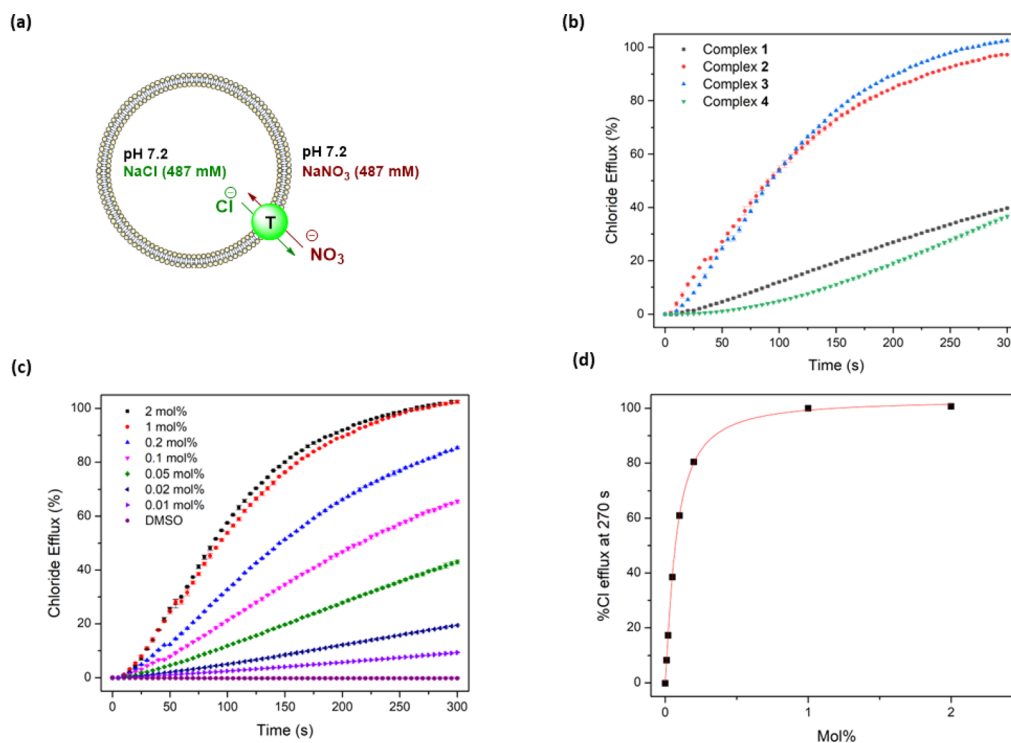 (a)
pH 7.2
NaCl (487 mM)
pH 7.2
NaNO3 (487 mM)
Cl
⊖
T
⊖
NO3
(b)
Chloride Efflux (%)
100
80
60
40
20
0
Complex 1
Complex 2
Complex 3
Complex 4
0 50 100 150 200 250 300
Time (s)
(c)
Chloride Efflux (%)
100
80
60
40
20
0
2 mol%
1 mol%
0.2 mol%
0.1 mol%
0.05 mol%
0.02 mol%
0.01 mol%
DMSO
0 50 100 150 200 250 300
Time (s)
(d)
%Cl efflux at 270 s
100
80
60
40
20
0
0 1 2
Mol%